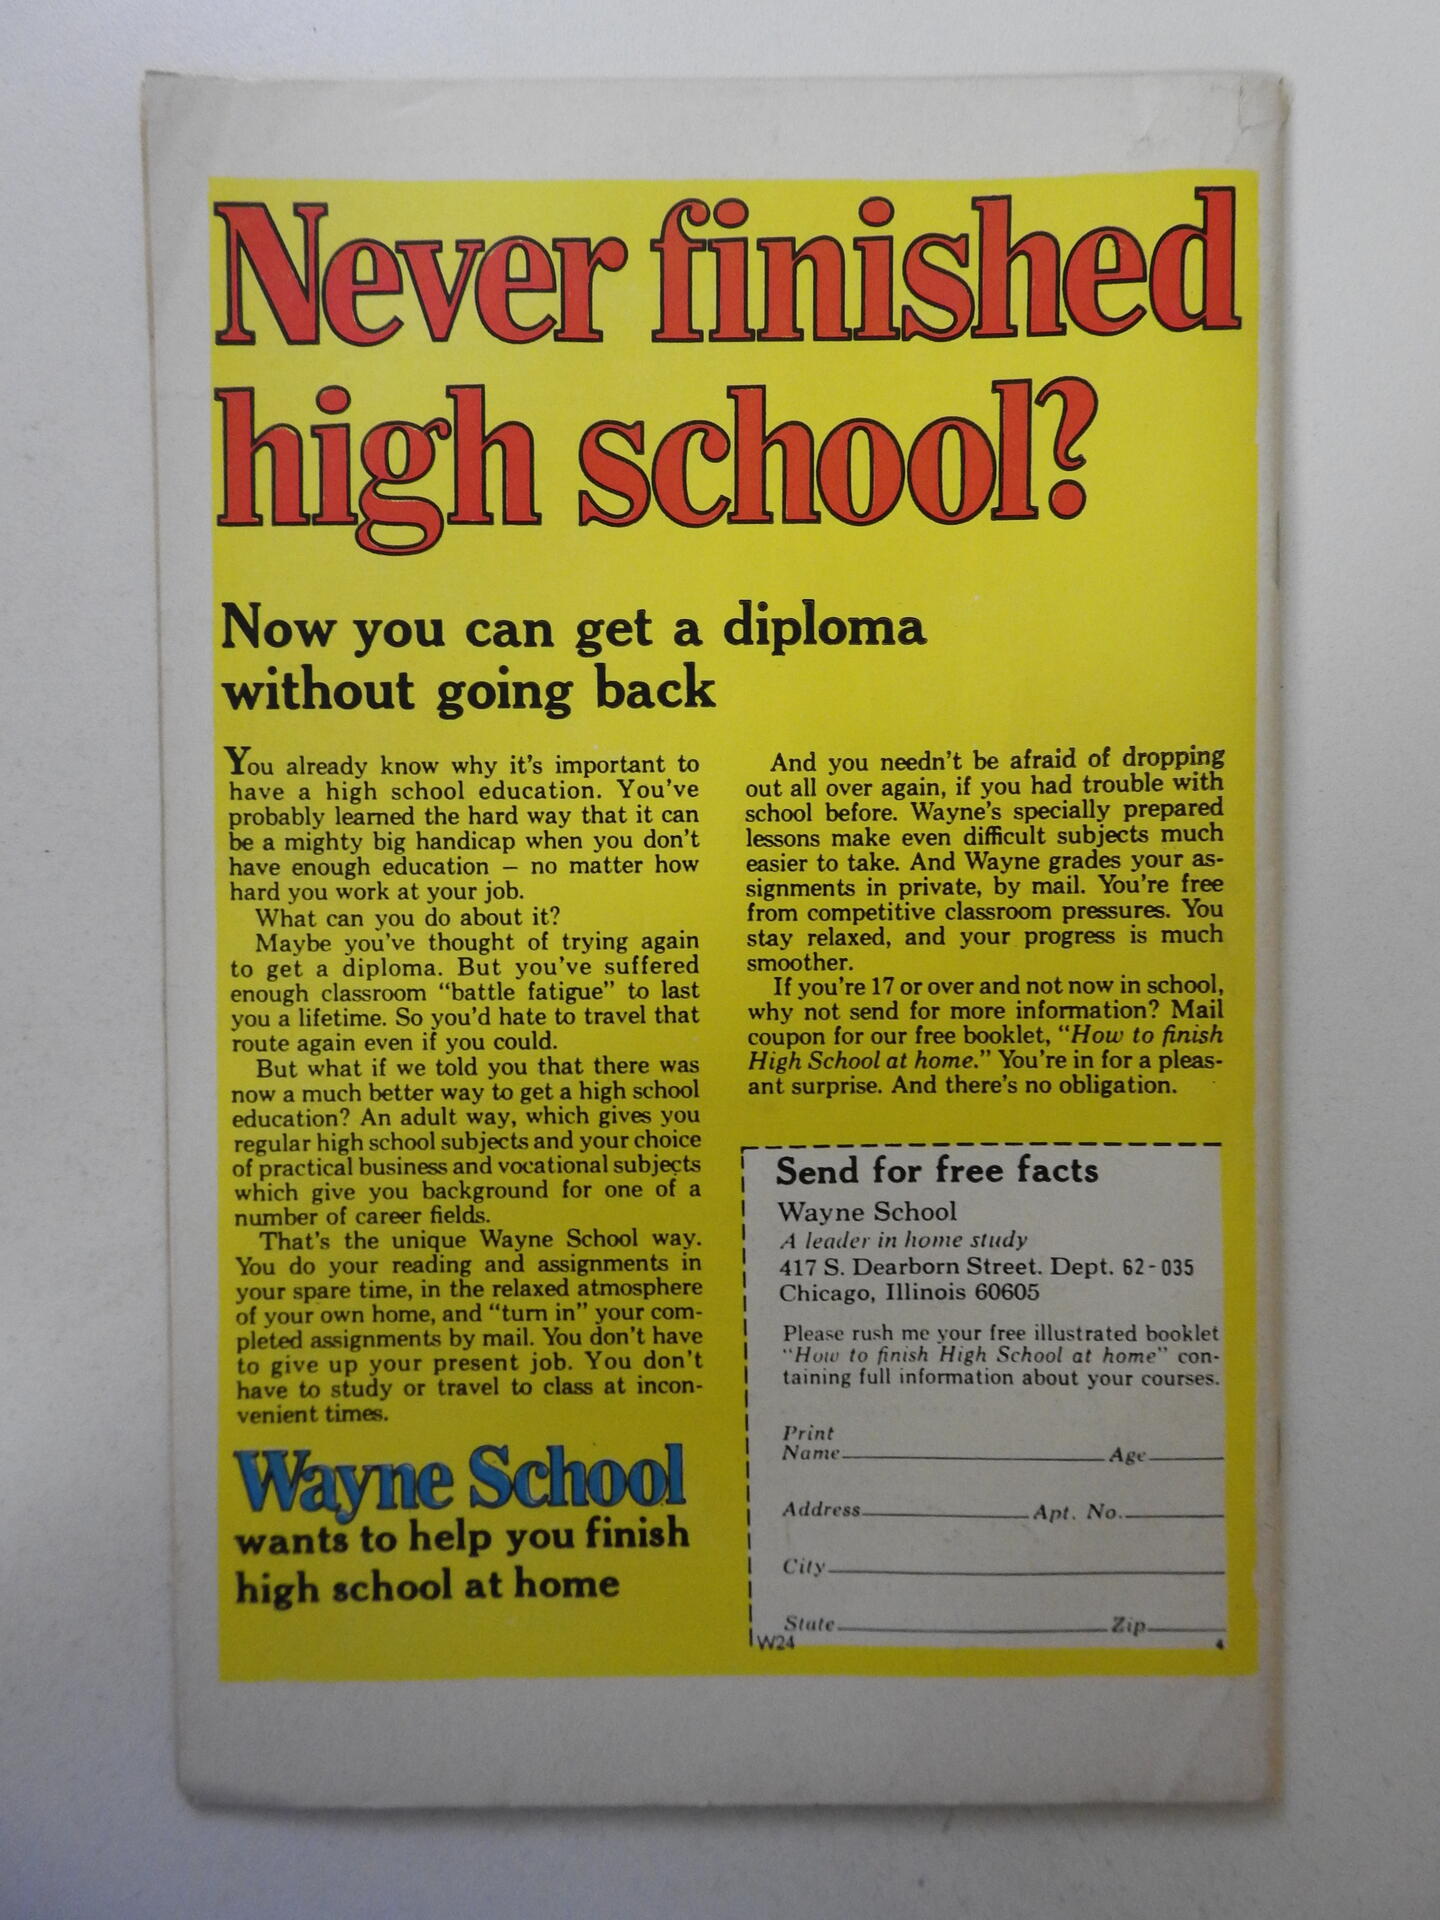 Never finished
high school?
Now you can get a diploma
without going back
You already know why it's important to
have a high school education. You've
probably learned the hard way that it can
be a mighty big handicap when you don't
have enough education – no matter how
hard you work at your job.
What can you do about it?
Maybe you've thought of trying again
to get a diploma. But you've suffered
enough classroom “battle fatigue” to last
you a lifetime. So you'd hate to travel that
route again even if you could.
But what if we told you that there was
now a much better way to get a high school
education? An adult way, which gives you
regular high school subjects and your choice
of practical business and vocational subjects
which give you background for one of a
number of career fields.
That's the unique Wayne School way.
You do your reading and assignments in
your spare time, in the relaxed atmosphere
of your own home, and “turn in” your com-
pleted assignments by mail. You don't have
to give up your present job. You don't
have to study or travel to class at incon-
venient times.
Wayne School
wants to help you finish
high school at home
And you needn't be afraid of dropping
out all over again, if you had trouble with
school before. Wayne's specially prepared
lessons make even difficult subjects much
easier to take. And Wayne grades your as-
signments in private, by mail. You're free
from competitive classroom pressures. You
stay relaxed, and your progress is much
smoother.
If you're 17 or over and not now in school,
why not send for more information? Mail
coupon for our free booklet, “How to finish
High School at home.” You're in for a pleas-
ant surprise. And there's no obligation.
Send for free facts
Wayne School
A leader in home study
417 S. Dearborn Street. Dept. 62-035
Chicago, Illinois 60605
Please rush me your free illustrated booklet
“How to finish High School at home” con-
taining full information about your courses.
Print
Name Age
Address Apt. No.
City
State Zip
W24 4